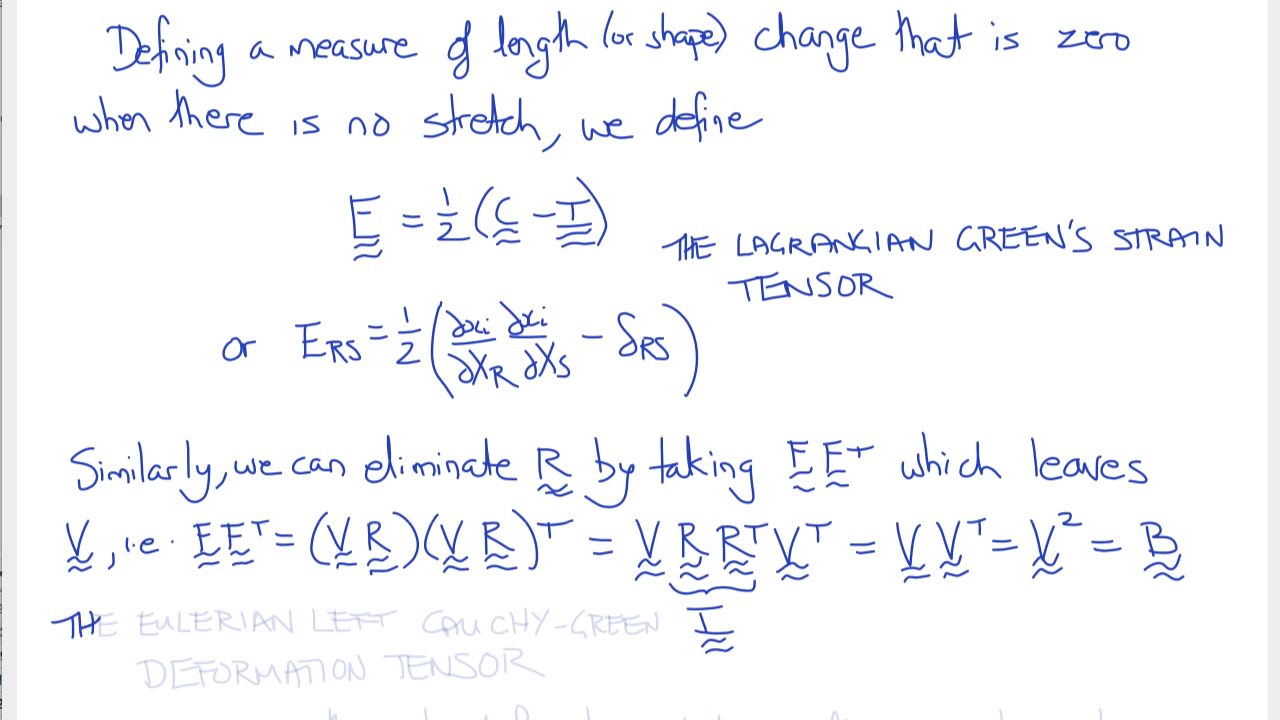 Defining a measure of length (or shape) change that is zero
when there is no stretch, we define
E = 1/2 (C - I)
THE LAGRANGIAN GREEN'S STRAIN
TENSOR
or E_RS = 1/2 (∂x_i/∂X_R ∂x_i/∂X_S - δ_RS)
Similarly, we can eliminate R by taking F F^T which leaves
V, i.e. F F^T = (V R)(V R)^T = V R R^T V^T = V V^T = V^2 = B
I
THE EULERIAN LEFT CAUCHY-GREEN
DEFORMATION TENSOR